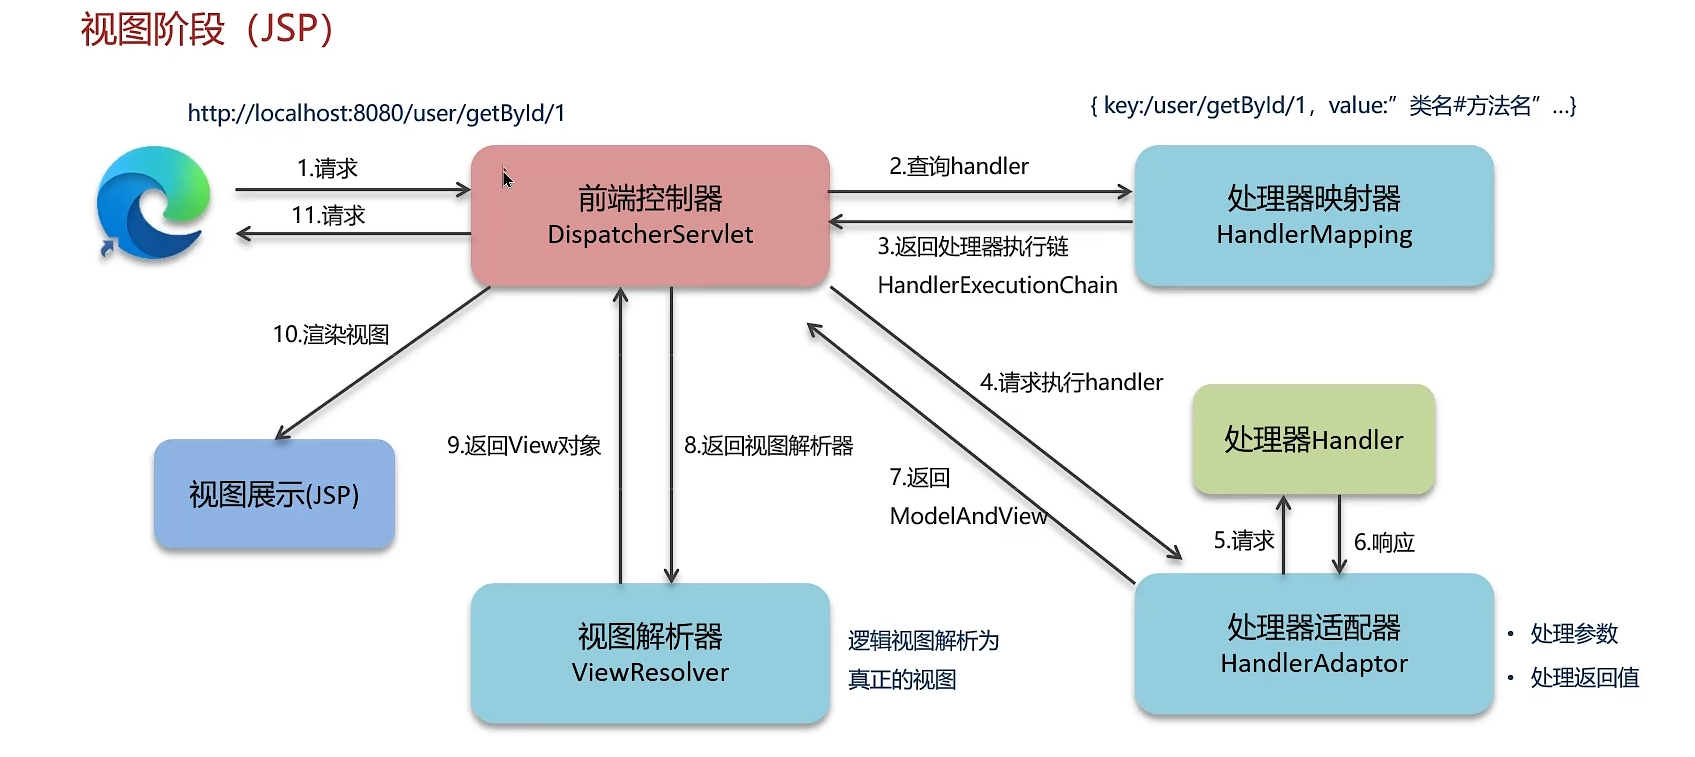 视图阶段（JSP）
http://localhost:8080/user/getById/1
{ key:/user/getById/1，value:”类名#方法名” ...}
1.请求
11.请求
前端控制器
DispatcherServlet
2.查询handler
3.返回处理器执行链
HandlerExecutionChain
处理器映射器
HandlerMapping
10.渲染视图
4.请求执行handler
处理器Handler
9.返回View对象
8.返回视图解析器
7.返回
ModelAndView
视图展示(JSP)
5.请求
6.响应
视图解析器
ViewResolver
逻辑视图解析为
真正的视图
处理器适配器
HandlerAdaptor
• 处理参数
• 处理返回值